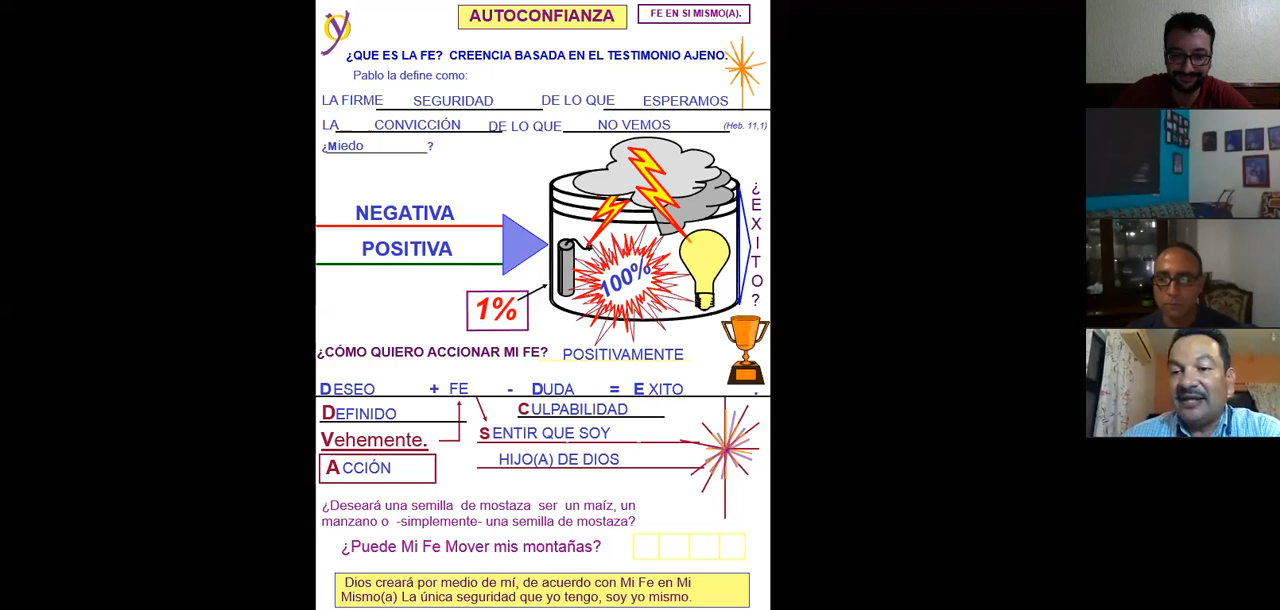 AUTOCONFIANZA
FE EN SI MISMO(A).
¿QUE ES LA FE? CREENCIA BASADA EN EL TESTIMONIO AJENO.
Pablo la define como:
LA FIRME SEGURIDAD DE LO QUE ESPERAMOS
LA CONVICCIÓN DE LO QUE NO VEMOS (Heb. 11,1)
¿Miedo?
NEGATIVA
POSITIVA
100%
1%
¿EXITO?
¿CÓMO QUIERO ACCIONAR MI FE? POSITIVAMENTE
DESEO + FE - DUDA = EXITO .
DEFINIDO
CULPABILIDAD
Vehemente.
SENTIR QUE SOY
ACCIÓN
HIJO(A) DE DIOS
¿Deseará una semilla de mostaza ser un maíz, un
manzano o -simplemente- una semilla de mostaza?
¿Puede Mi Fe Mover mis montañas?
Dios creará por medio de mí, de acuerdo con Mi Fe en Mi
Mismo(a) La única seguridad que yo tengo, soy yo mismo.